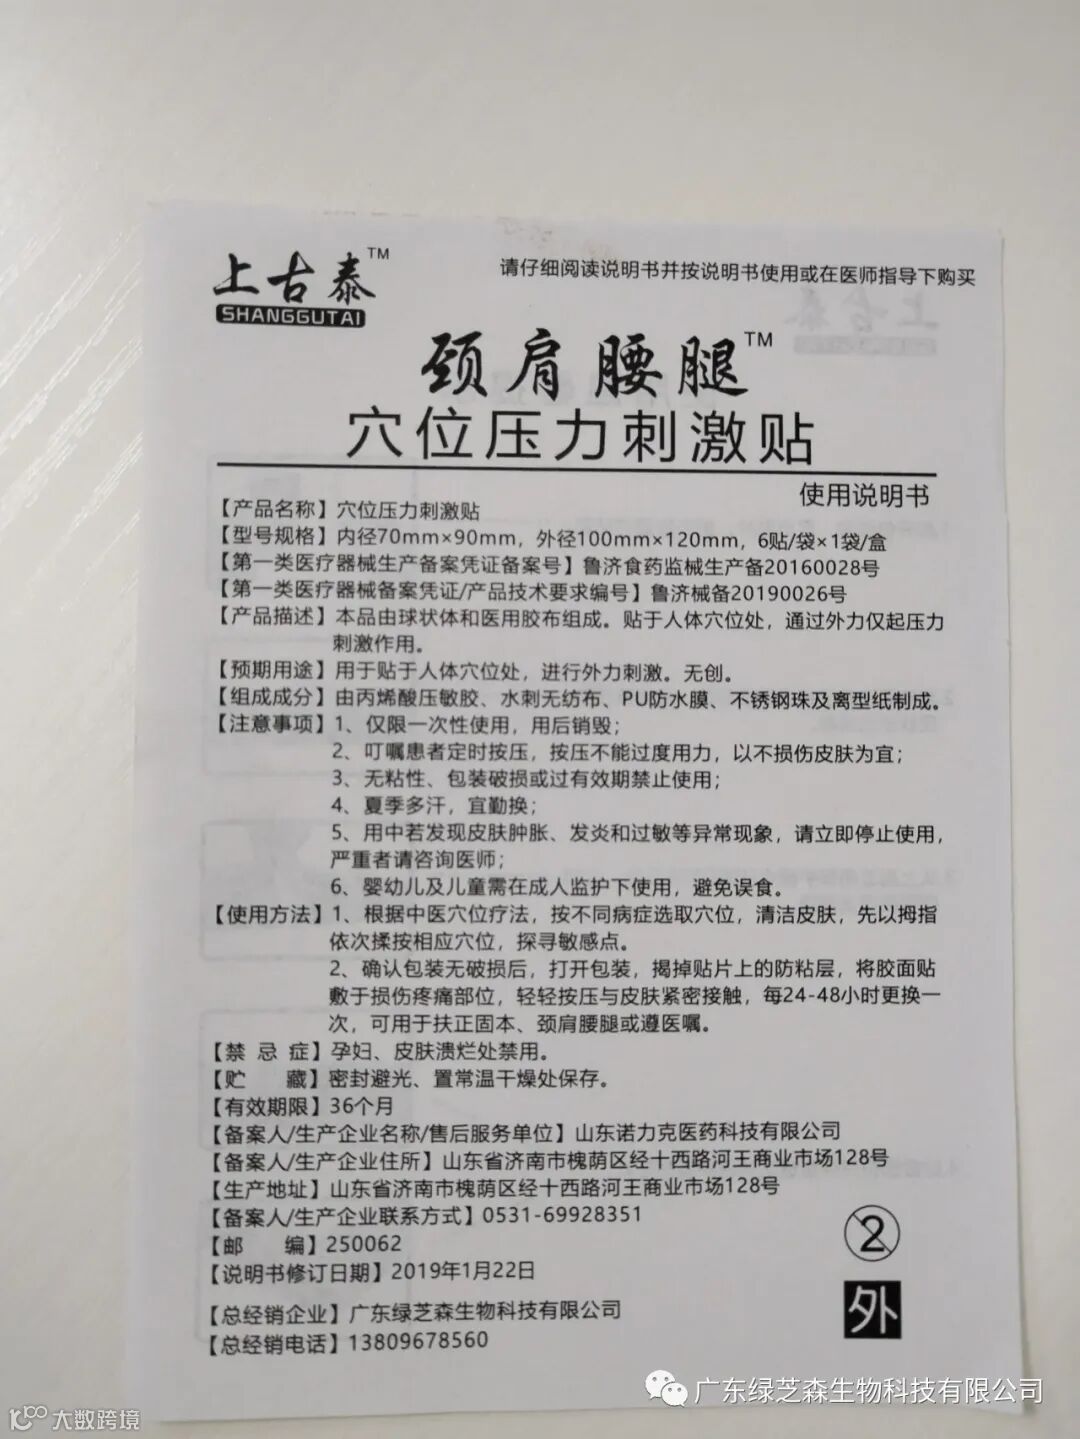 上古泰™
SHANGGUTAI
请仔细阅读说明书并按说明书使用或在医师指导下购买
颈肩腰腿™
穴位压力刺激贴
使用说明书
【产品名称】穴位压力刺激贴
【型号规格】内径70mm×90mm，外径100mm×120mm，6贴/袋×1袋/盒
【第一类医疗器械生产备案凭证备案号】鲁济食药监械生产备20160028号
【第一类医疗器械备案凭证/产品技术要求编号】鲁济械备20190026号
【产品描述】本品由球状体和医用胶布组成。贴于人体穴位处，通过外力仅起压力
刺激作用。
【预期用途】用于贴于人体穴位处，进行外力刺激。无创。
【组成成分】由丙烯酸压敏胶、水刺无纺布、PU防水膜、不锈钢珠及离型纸制成。
【注意事项】1、仅限一次性使用，用后销毁；
2、叮嘱患者定时按压，按压不能过度用力，以不损伤皮肤为宜；
3、无粘性、包装破损或过有效期禁止使用；
4、夏季多汗，宜勤换；
5、用中若发现皮肤肿胀、发炎和过敏等异常现象，请立即停止使用，
严重者请咨询医师；
6、婴幼儿及儿童需在成人监护下使用，避免误食。
【使用方法】1、根据中医穴位疗法，按不同病症选取穴位，清洁皮肤，先以拇指
依次揉按相应穴位，探寻敏感点。
2、确认包装无破损后，打开包装，揭掉贴片上的防粘层，将胶面贴
敷于损伤疼痛部位，轻轻按压与皮肤紧密接触，每24-48小时更换一
次，可用于扶正固本、颈肩腰腿或遵医嘱。
【禁 忌 症】孕妇、皮肤溃烂处禁用。
【贮 藏】密封避光、置常温干燥处保存。
【有效期限】36个月
【备案人/生产企业名称/售后服务单位】山东诺力克医药科技有限公司
【备案人/生产企业住所】山东省济南市槐荫区经十西路河王商业市场128号
【生产地址】山东省济南市槐荫区经十西路河王商业市场128号
【备案人/生产企业联系方式】0531-69928351
【邮 编】250062
【说明书修订日期】2019年1月22日
【总经销企业】广东绿芝森生物科技有限公司
【总经销电话】13809678560
2
外
广东绿芝森生物科技有限公司
大数跨境